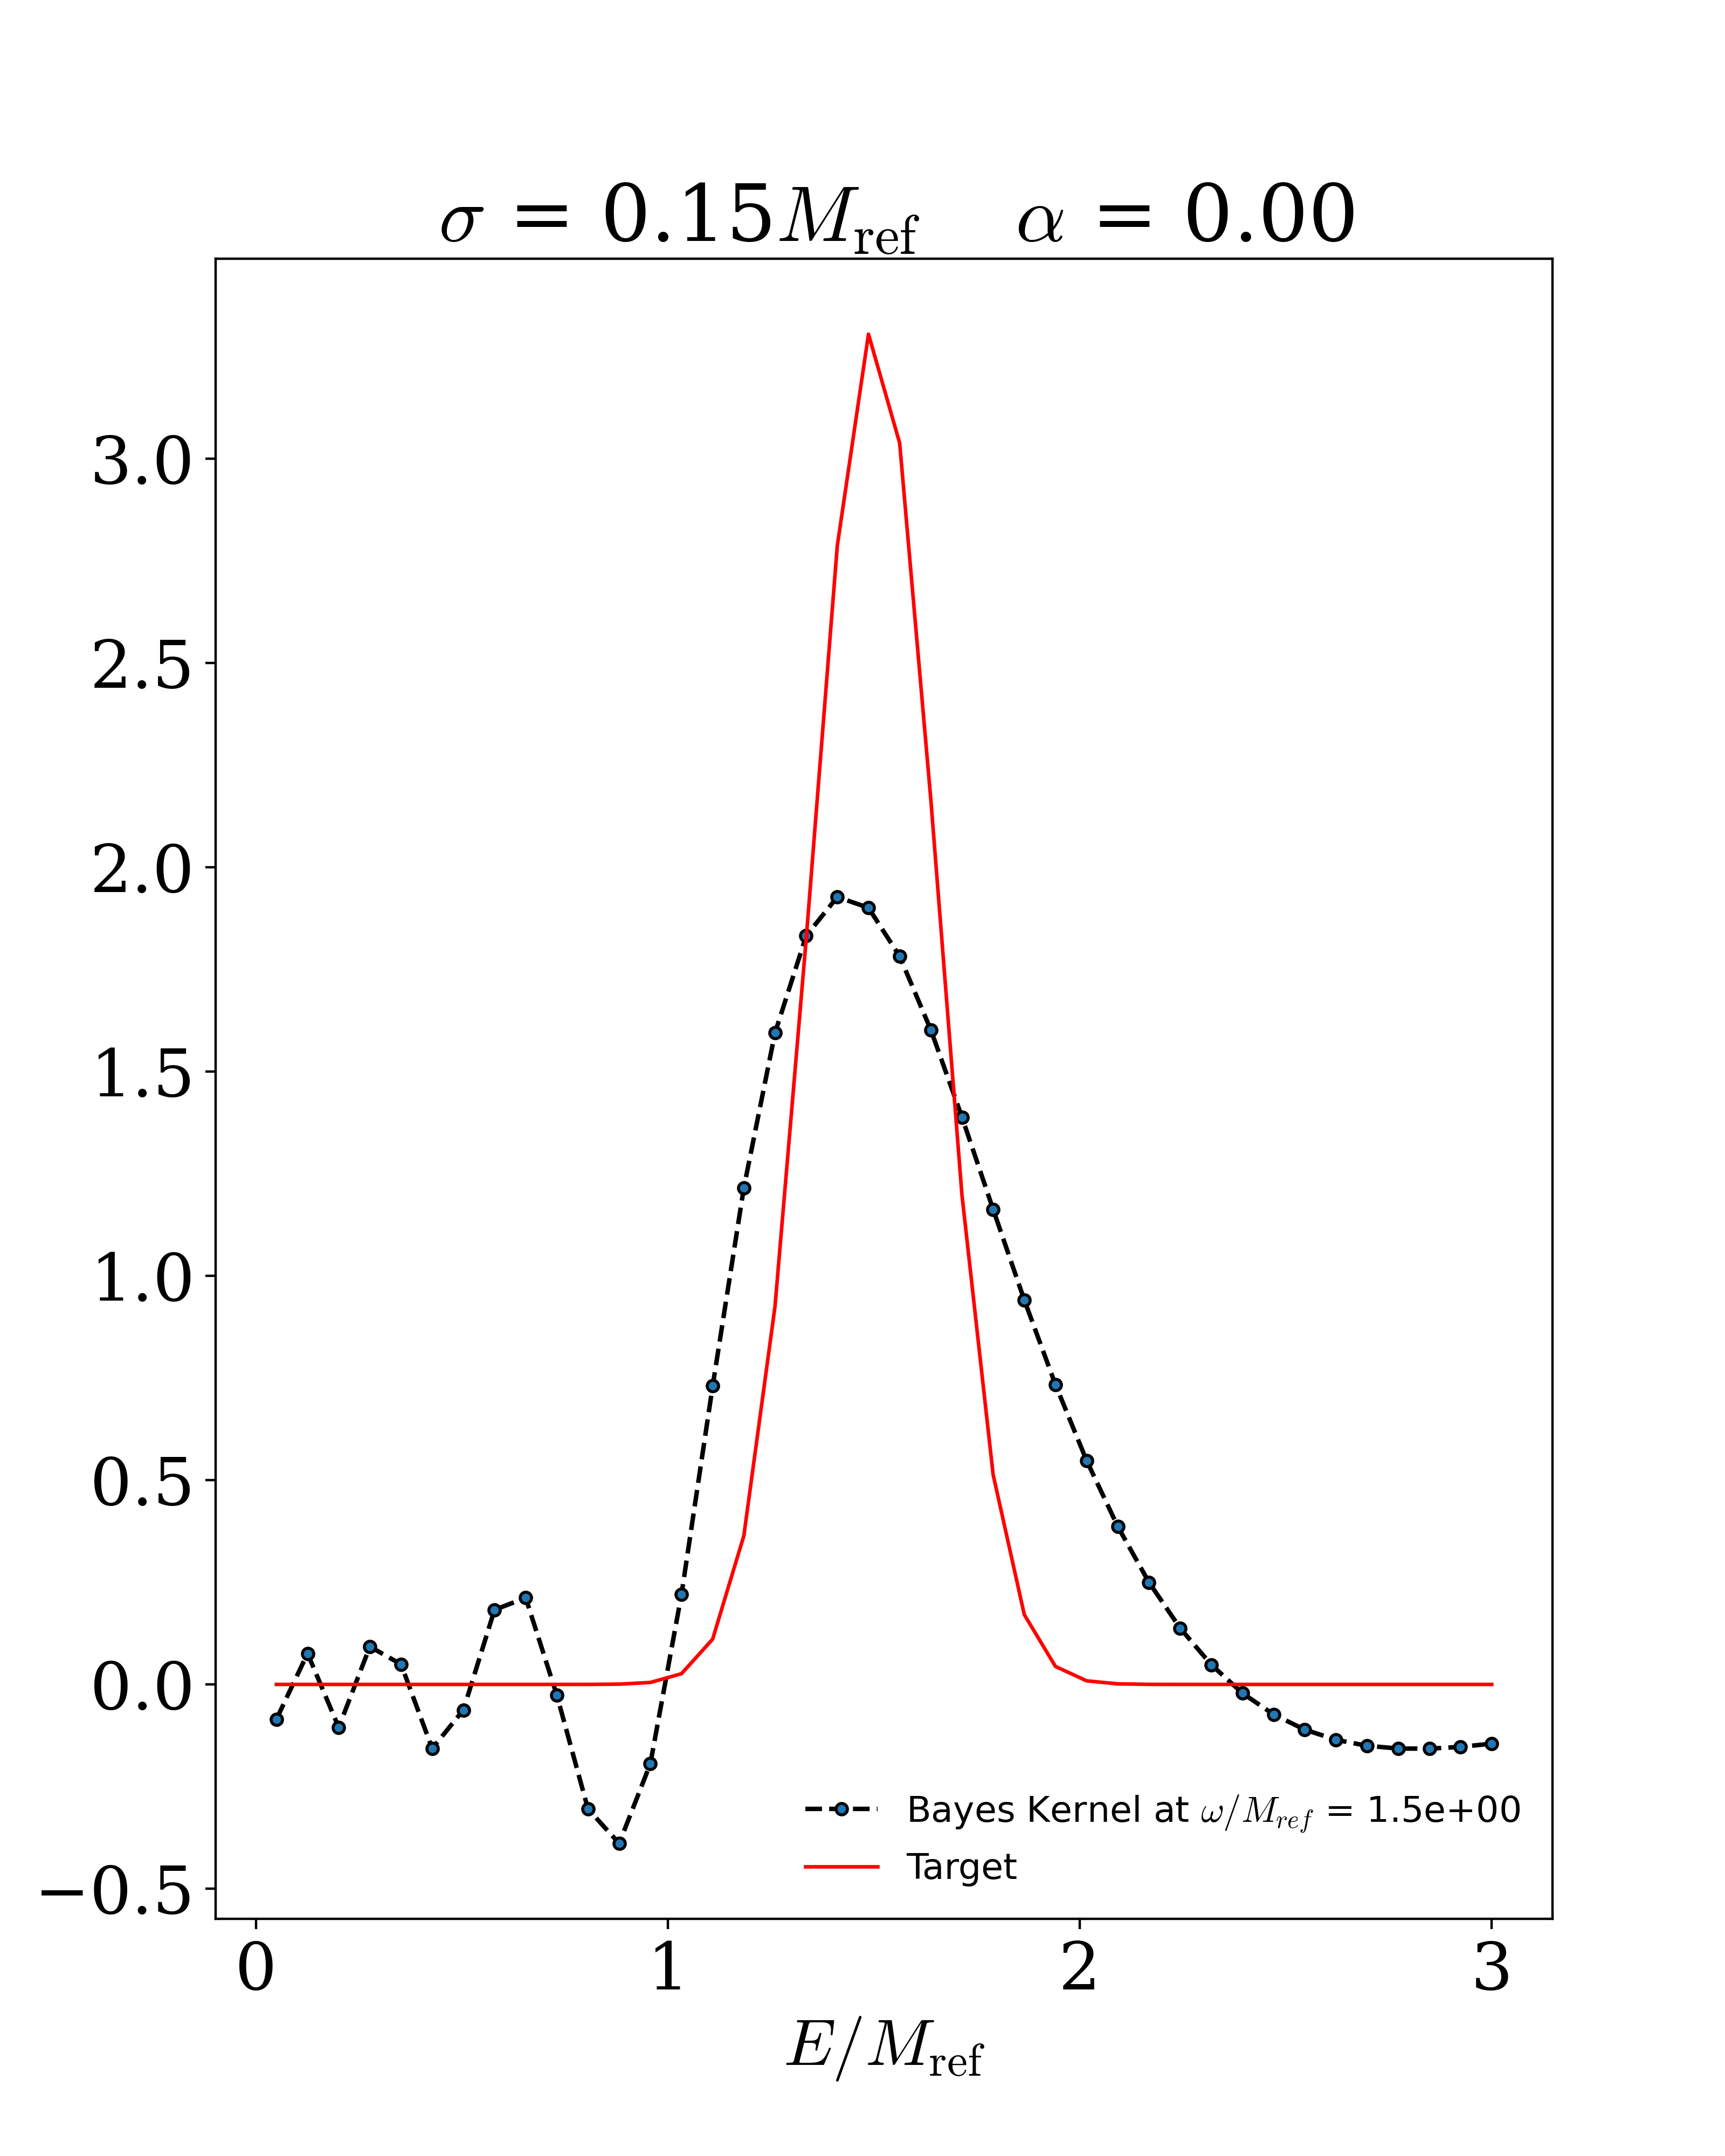 σ = 0.15M_ref α = 0.00
3.0
2.5
2.0
1.5
1.0
0.5
0.0
−0.5
Bayes Kernel at ω/M_ref = 1.5e+00
Target
0 1 2 3
E/M_ref